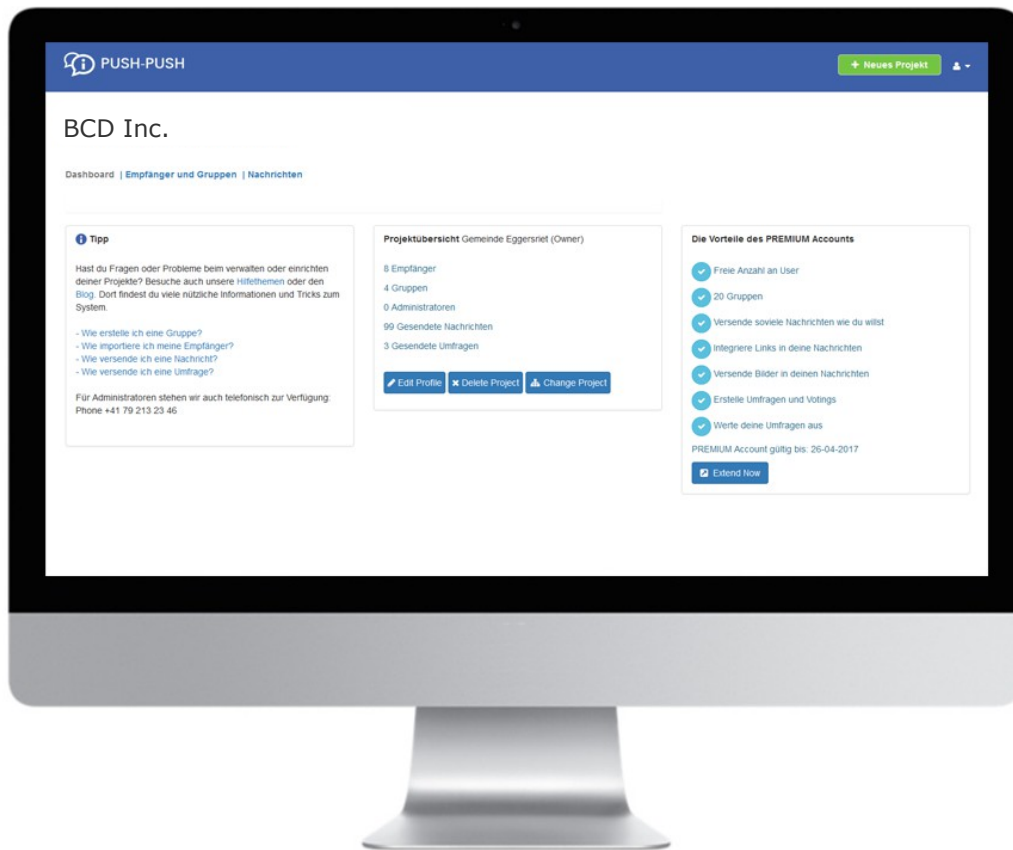 PUSH-PUSH
+ Neues Projekt
BCD Inc.
Dashboard | Empfänger und Gruppen | Nachrichten
Tipp
Hast du Fragen oder Probleme beim verwalten oder einrichten
deiner Projekte? Besuche auch unsere Hilfethemen oder den
Blog. Dort findest du viele nützliche Informationen und Tricks zum
System.
- Wie erstelle ich eine Gruppe?
- Wie importiere ich meine Empfänger?
- Wie versende ich eine Nachricht?
- Wie versende ich eine Umfrage?
Für Administratoren stehen wir auch telefonisch zur Verfügung:
Phone +41 79 213 23 46
Projektübersicht Gemeinde Eggersriet (Owner)
8 Empfänger
4 Gruppen
0 Administratoren
99 Gesendete Nachrichten
3 Gesendete Umfragen
Edit Profile Delete Project Change Project
Die Vorteile des PREMIUM Accounts
Freie Anzahl an User
20 Gruppen
Versende soviele Nachrichten wie du willst
Integriere Links in deine Nachrichten
Versende Bilder in deinen Nachrichten
Erstelle Umfragen und Votings
Werte deine Umfragen aus
PREMIUM Account gültig bis: 26-04-2017
Extend Now